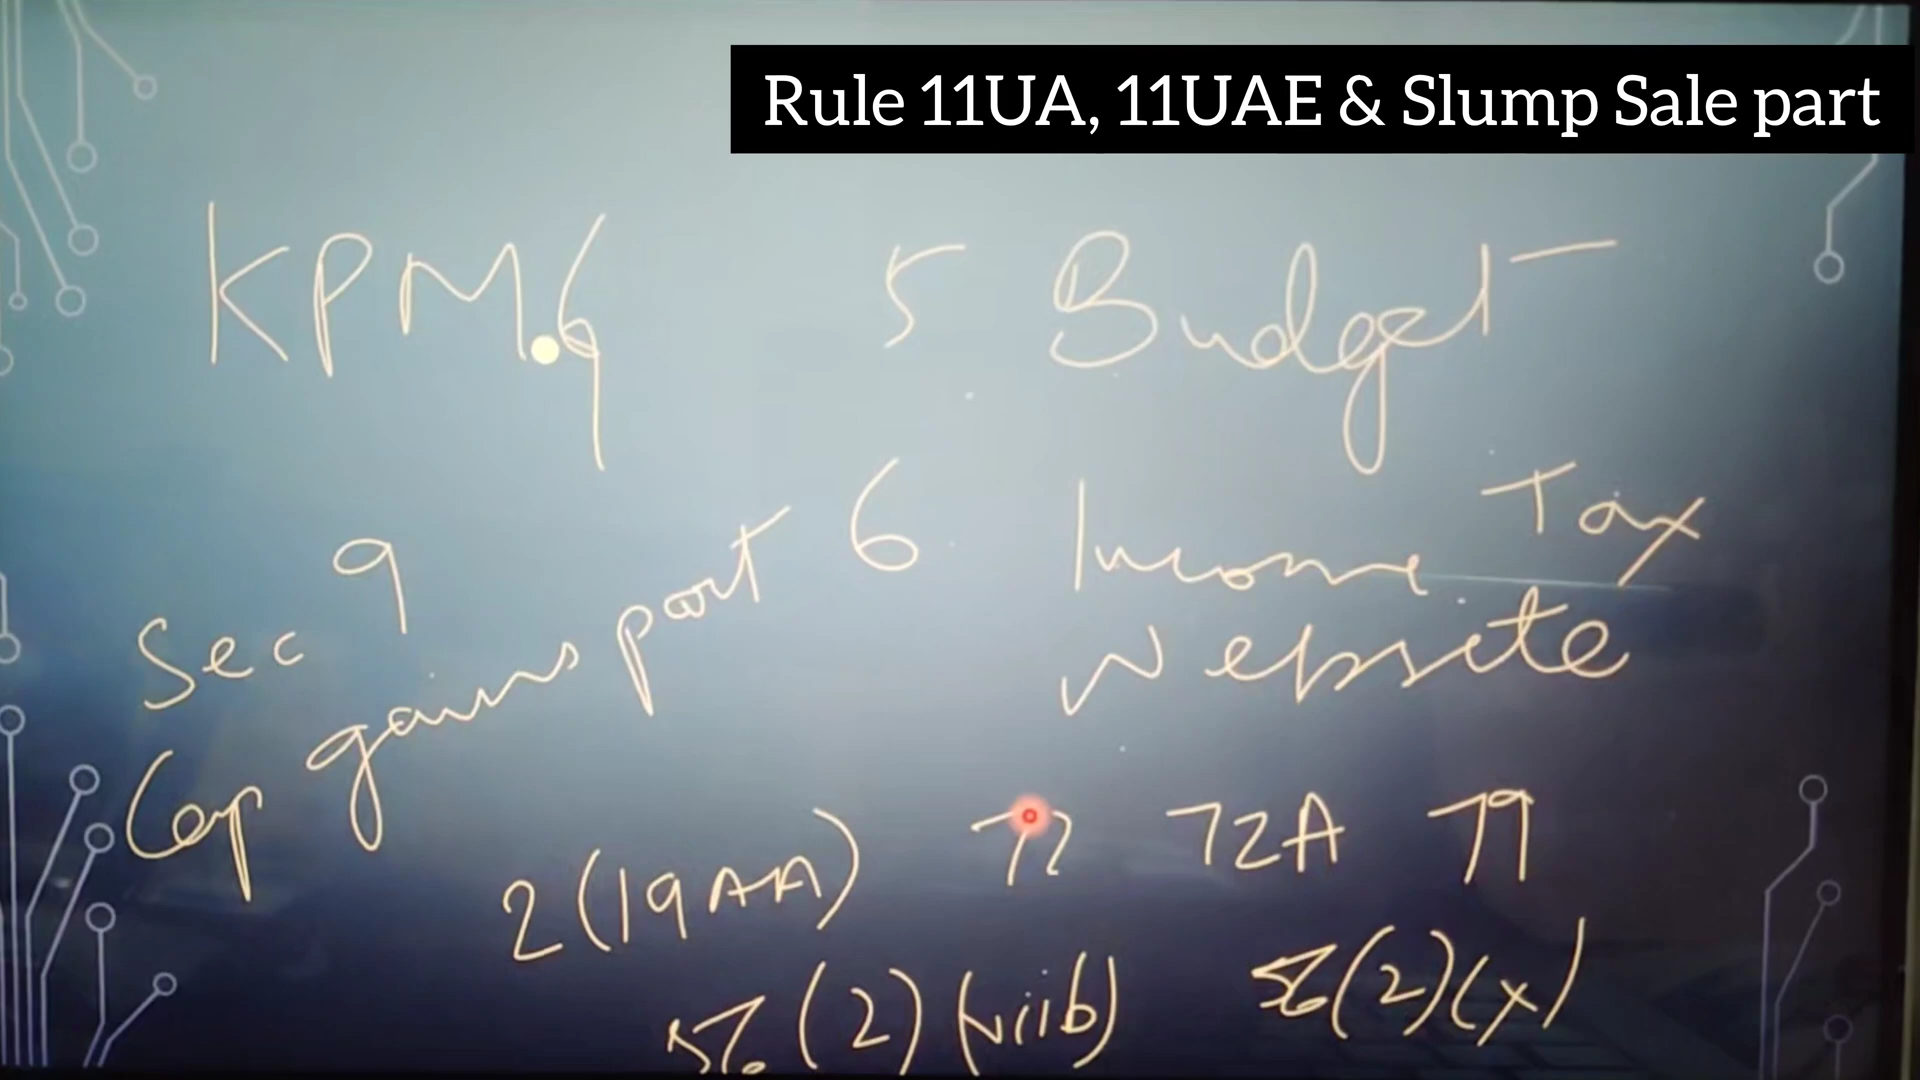 Rule 11UA, 11UAE & Slump Sale part
KPMG 5 Budget
Sec 9 6 Income Tax
Cap gains part Website
2(19AAA) 72 72A 79
56(2)(viib) 56(2)(x)